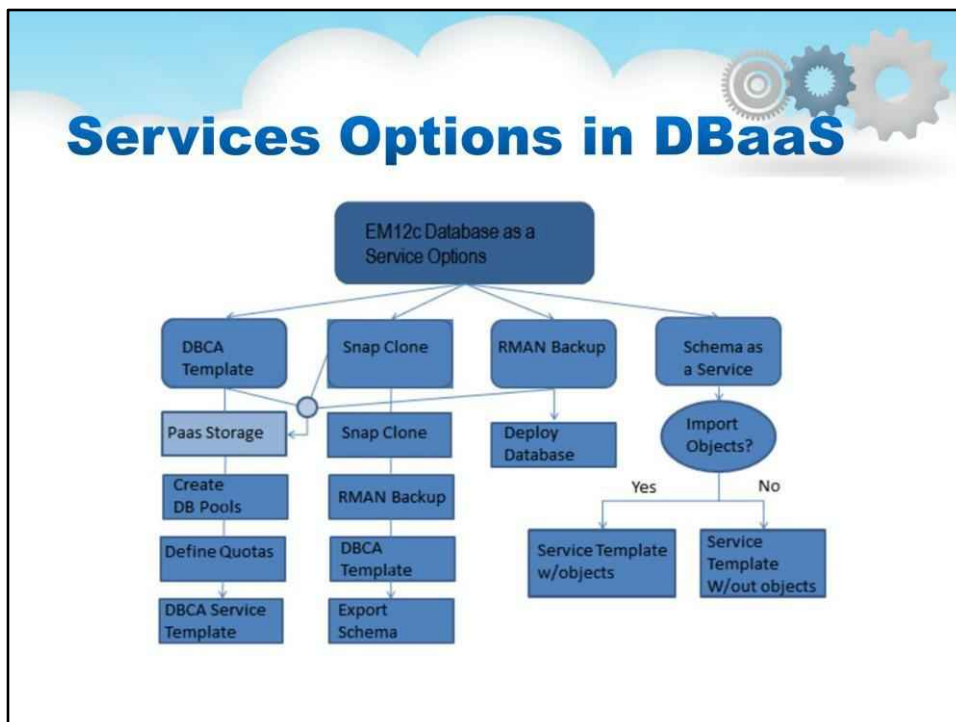 Services Options in DBaaS
EM12c Database as a
Service Options
DBCA
Template
Snap Clone
RMAN Backup
Schema as
a Service
Paas Storage
Snap Clone
Deploy
Database
Import
Objects?
Create
DB Pools
RMAN Backup
Yes
No
Define Quotas
DBCA
Template
Service Template
w/objects
Service
Template
W/out objects
DBCA Service
Template
Export
Schema